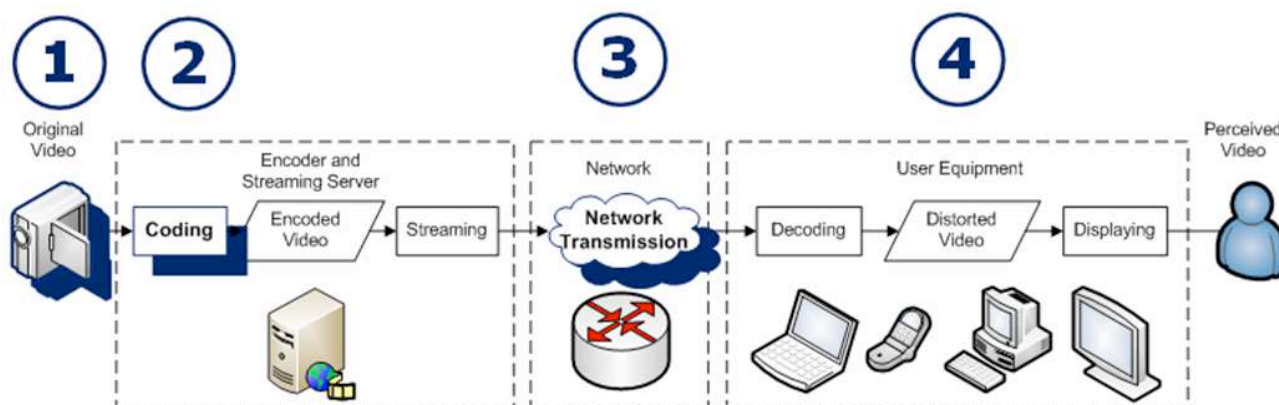 1
2
3
4
Original
Video
Encoder and
Streaming Server
Coding
Encoded
Video
Streaming
Network
Network
Transmission
User Equipment
Decoding
Distorted
Video
Displaying
Perceived
Video